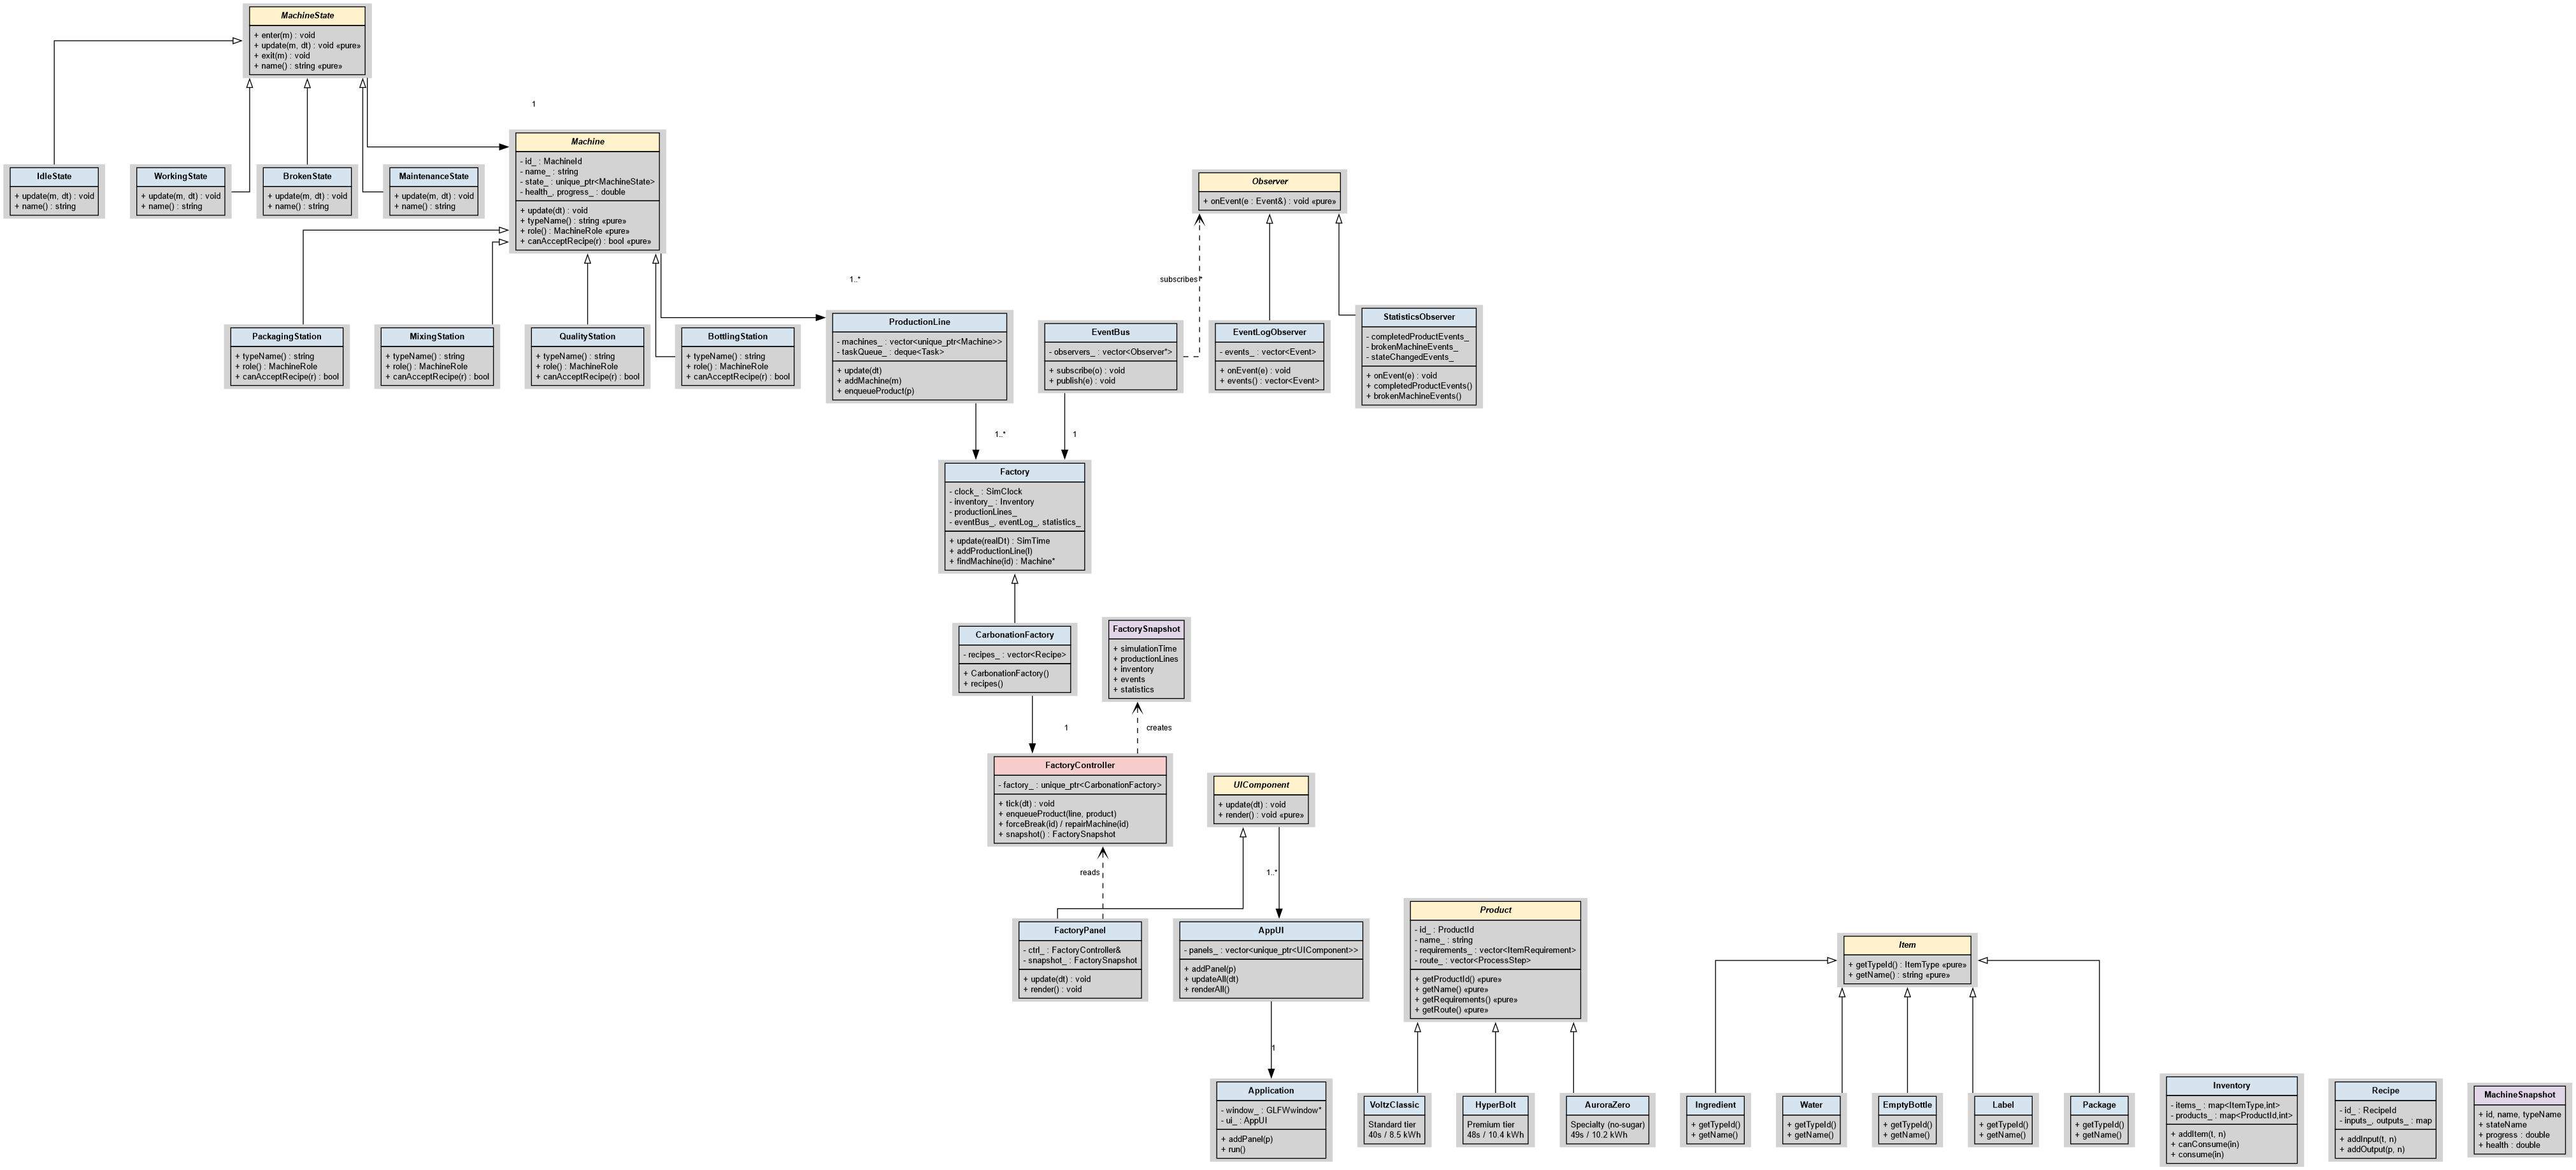 MachineState
+ enter(m) : void
+ update(m, dt) : void «pure»
+ exit(m) : void
+ name() : string «pure»
1
Machine
- id_ : MachineId
- name_ : string
- state_ : unique_ptr<MachineState>
- health_, progress_ : double
+ update(dt) : void
+ typeName() : string «pure»
+ role() : MachineRole «pure»
+ canAcceptRecipe(r) : bool «pure»
IdleState
+ update(m, dt) : void
+ name() : string
WorkingState
+ update(m, dt) : void
+ name() : string
BrokenState
+ update(m, dt) : void
+ name() : string
MaintenanceState
+ update(m, dt) : void
+ name() : string
Observer
+ onEvent(e : Event&) : void «pure»
1..*
subscribes*
PackagingStation
+ typeName() : string
+ role() : MachineRole
+ canAcceptRecipe(r) : bool
MixingStation
+ typeName() : string
+ role() : MachineRole
+ canAcceptRecipe(r) : bool
QualityStation
+ typeName() : string
+ role() : MachineRole
+ canAcceptRecipe(r) : bool
BottlingStation
+ typeName() : string
+ role() : MachineRole
+ canAcceptRecipe(r) : bool
ProductionLine
- machines_ : vector<unique_ptr<Machine>>
- taskQueue_ : deque<Task>
+ update(dt)
+ addMachine(m)
+ enqueueProduct(p)
EventBus
- observers_ : vector<Observer*>
+ subscribe(o) : void
+ publish(e) : void
EventLogObserver
- events_ : vector<Event>
+ onEvent(e) : void
+ events() : vector<Event>
StatisticsObserver
- completedProductEvents_
- brokenMachineEvents_
- stateChangedEvents_
+ onEvent(e) : void
+ completedProductEvents()
+ brokenMachineEvents()
1..*
1
Factory
- clock_ : SimClock
- inventory_ : Inventory
- productionLines_
- eventBus_, eventLog_, statistics_
+ update(realDt) : SimTime
+ addProductionLine(l)
+ findMachine(id) : Machine*
CarbonationFactory
- recipes_ : vector<Recipe>
+ CarbonationFactory()
+ recipes()
FactorySnapshot
+ simulationTime
+ productionLines
+ inventory
+ events
+ statistics
1
creates
FactoryController
- factory_ : unique_ptr<CarbonationFactory>
+ tick(dt) : void
+ enqueueProduct(line, product)
+ forceBreak(id) / repairMachine(id)
+ snapshot() : FactorySnapshot
UIComponent
+ update(dt) : void
+ render() : void «pure»
reads
1..*
FactoryPanel
- ctrl_ : FactoryController&
- snapshot_ : FactorySnapshot
+ update(dt) : void
+ render() : void
AppUI
- panels_ : vector<unique_ptr<UIComponent>>
+ addPanel(p)
+ updateAll(dt)
+ renderAll()
Product
- id_ : ProductId
- name_ : string
- requirements_ : vector<ItemRequirement>
- route_ : vector<ProcessStep>
+ getProductId() «pure»
+ getName() «pure»
+ getRequirements() «pure»
+ getRoute() «pure»
Item
+ getTypeId() : ItemType «pure»
+ getName() : string «pure»
1
Application
- window_ : GLFWwindow*
- ui_ : AppUI
+ addPanel(p)
+ run()
VoltzClassic
Standard tier
40s / 8.5 kWh
HyperBolt
Premium tier
48s / 10.4 kWh
AuroraZero
Specialty (no-sugar)
49s / 10.2 kWh
Ingredient
+ getTypeId()
+ getName()
Water
+ getTypeId()
+ getName()
EmptyBottle
+ getTypeId()
+ getName()
Label
+ getTypeId()
+ getName()
Package
+ getTypeId()
+ getName()
Inventory
- items_ : map<ItemType,int>
- products_ : map<ProductId,int>
+ addItem(t, n)
+ canConsume(in)
+ consume(in)
Recipe
- id_ : RecipeId
- inputs_, outputs_ : map
+ addInput(t, n)
+ addOutput(p, n)
MachineSnapshot
+ id, name, typeName
+ stateName
+ progress : double
+ health : double